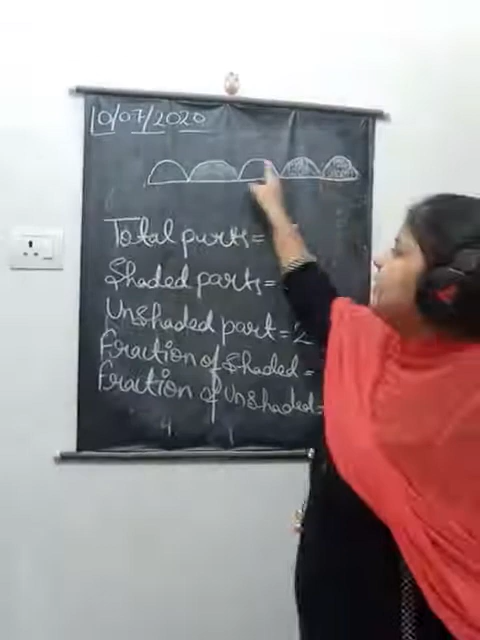 10/07/2020
Total parts=
Shaded parts=
Unshaded part=2
Fraction of Shaded=
Fraction of Unshaded=